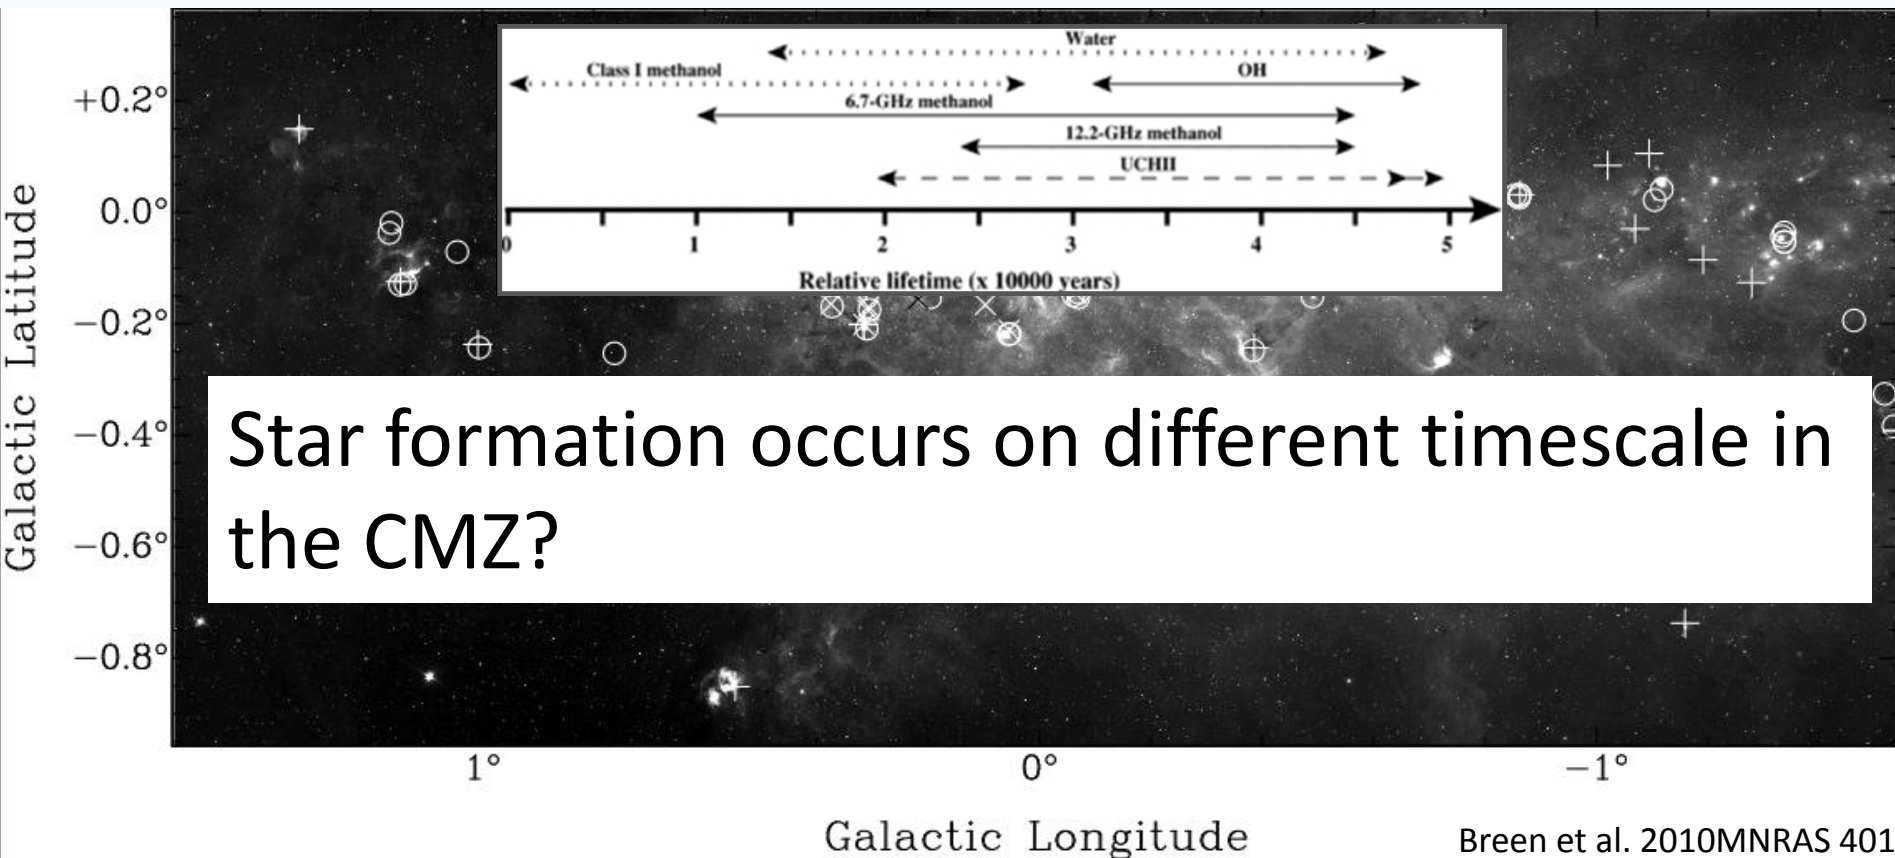 Water
Class I methanol
OH
6.7-GHz methanol
12.2-GHz methanol
UCHII
0 1 2 3 4 5
Relative lifetime (x 10000 years)
+0.2°
0.0°
−0.2°
−0.4°
−0.6°
−0.8°
Galactic Latitude
Star formation occurs on different timescale in
the CMZ?
1° 0° −1°
Galactic Longitude
Breen et al. 2010MNRAS 401